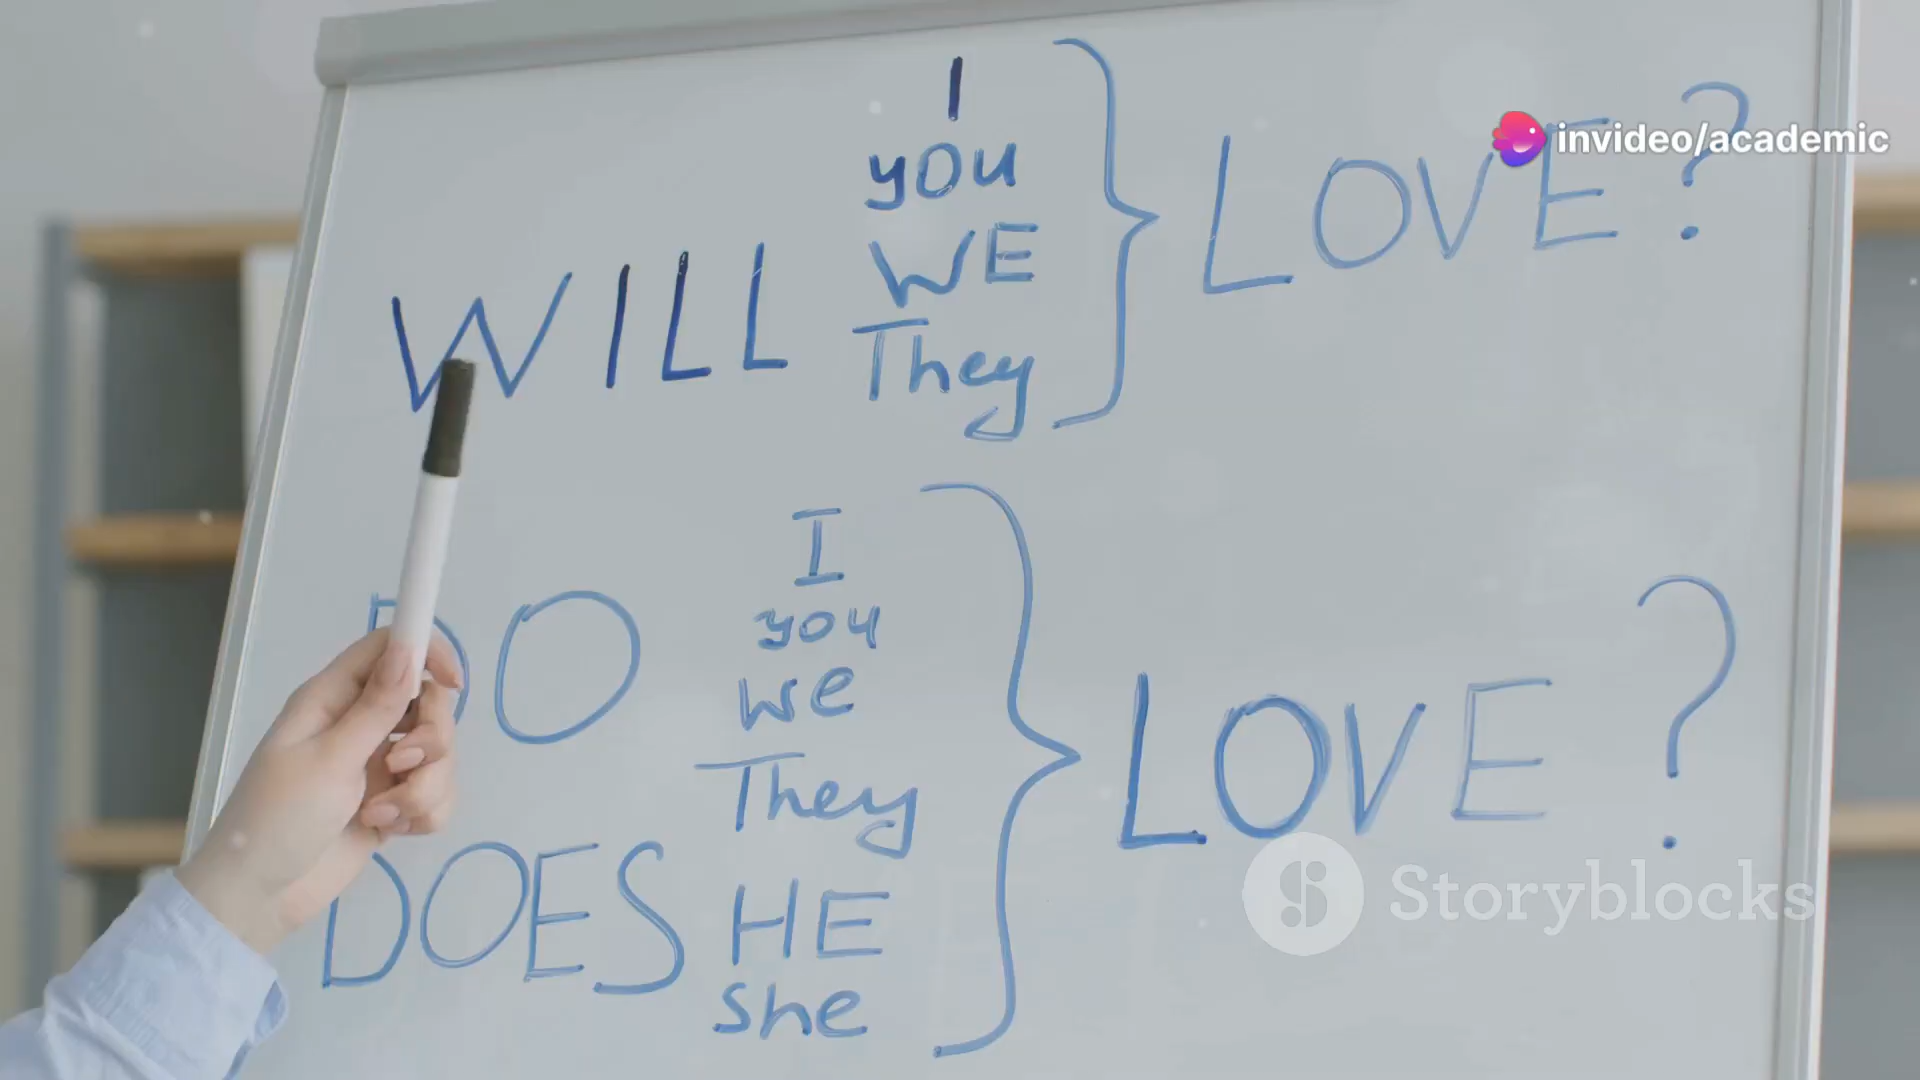 I
you
WE
They
WILL
LOVE?
invideo/academic
I
you
we
They
DO
LOVE?
DOES
HE
she
Storyblocks